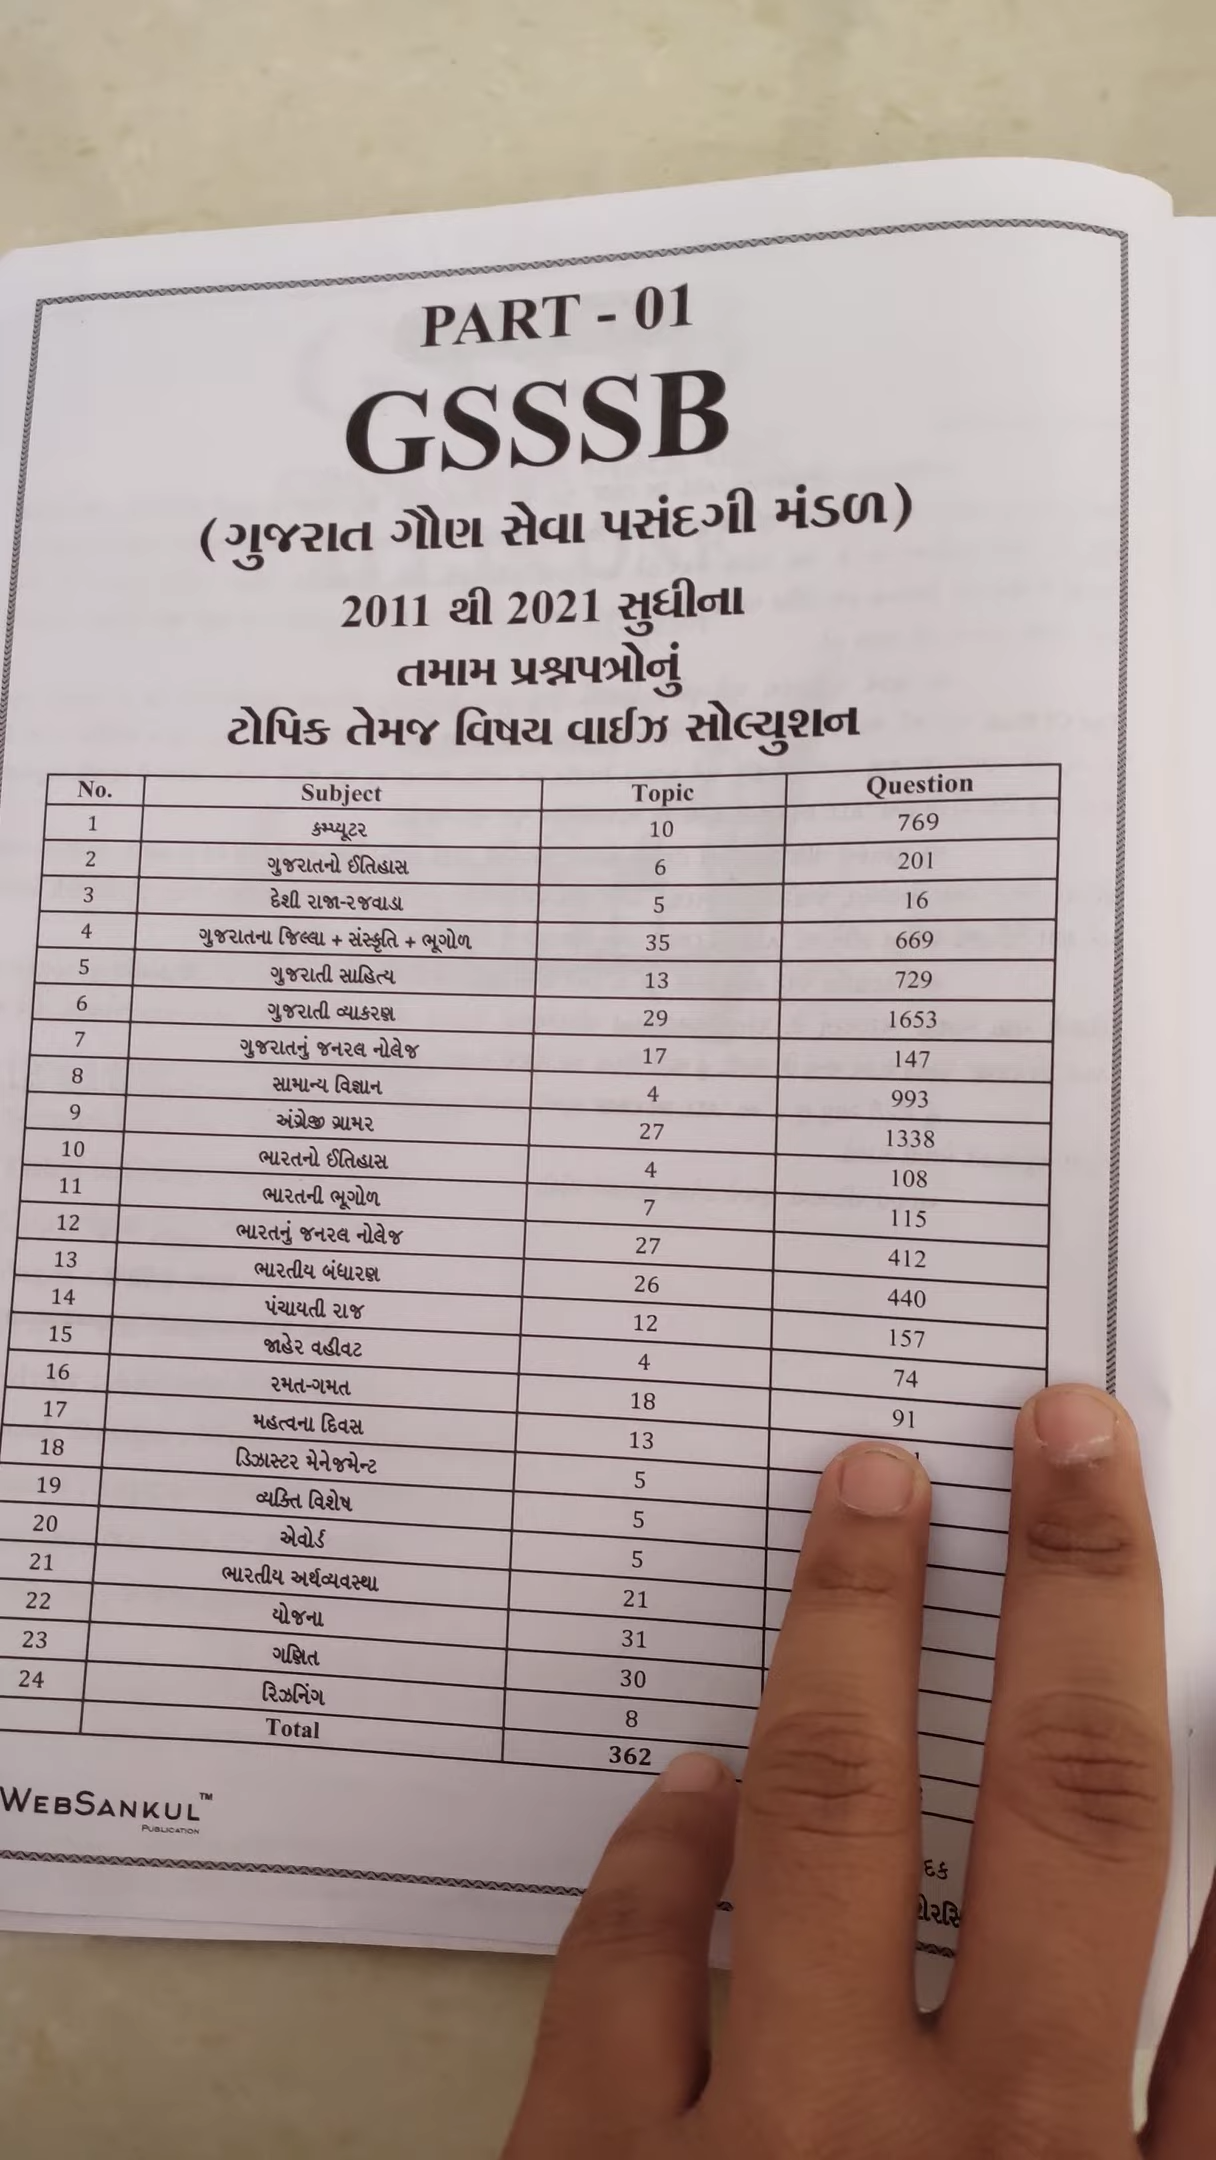 PART - 01
GSSSB
(ગુજરાત ગૌણ સેવા પસંદગી મંડળ)
2011 થી 2021 સુધીના
તમામ પ્રશ્નપત્રોનું
ટોપિક તેમજ વિષય વાઈઝ સોલ્યુશન
No. Subject Topic Question
1 કમ્પ્યૂટર 10 769
2 ગુજરાતનો ઈતિહાસ 6 201
3 દેશી રાજા-રજવાડા 5 16
4 ગુજરાતના જિલ્લા + સંસ્કૃતિ + ભૂગોળ 35 669
5 ગુજરાતી સાહિત્ય 13 729
6 ગુજરાતી વ્યાકરણ 29 1653
7 ગુજરાતનું જનરલ નોલેજ 17 147
8 સામાન્ય વિજ્ઞાન 4 993
9 અંગ્રેજી ગ્રામર 27 1338
10 ભારતનો ઈતિહાસ 4 108
11 ભારતની ભૂગોળ 7 115
12 ભારતનું જનરલ નોલેજ 27 412
13 ભારતીય બંધારણ 26 440
14 પંચાયતી રાજ 12 157
15 જાહેર વહીવટ 4 74
16 રમત-ગમત 18 91
17 મહત્વના દિવસ 13
18 ડિઝાસ્ટર મેનેજમેન્ટ 5
19 વ્યક્તિ વિશેષ 5
20 એવોર્ડ 5
21 ભારતીય અર્થવ્યવસ્થા 21
22 યોજના 31
23 ગણિત 30
24 રિઝનિંગ 8
Total 362
WEBSANKUL™
PUBLICATION